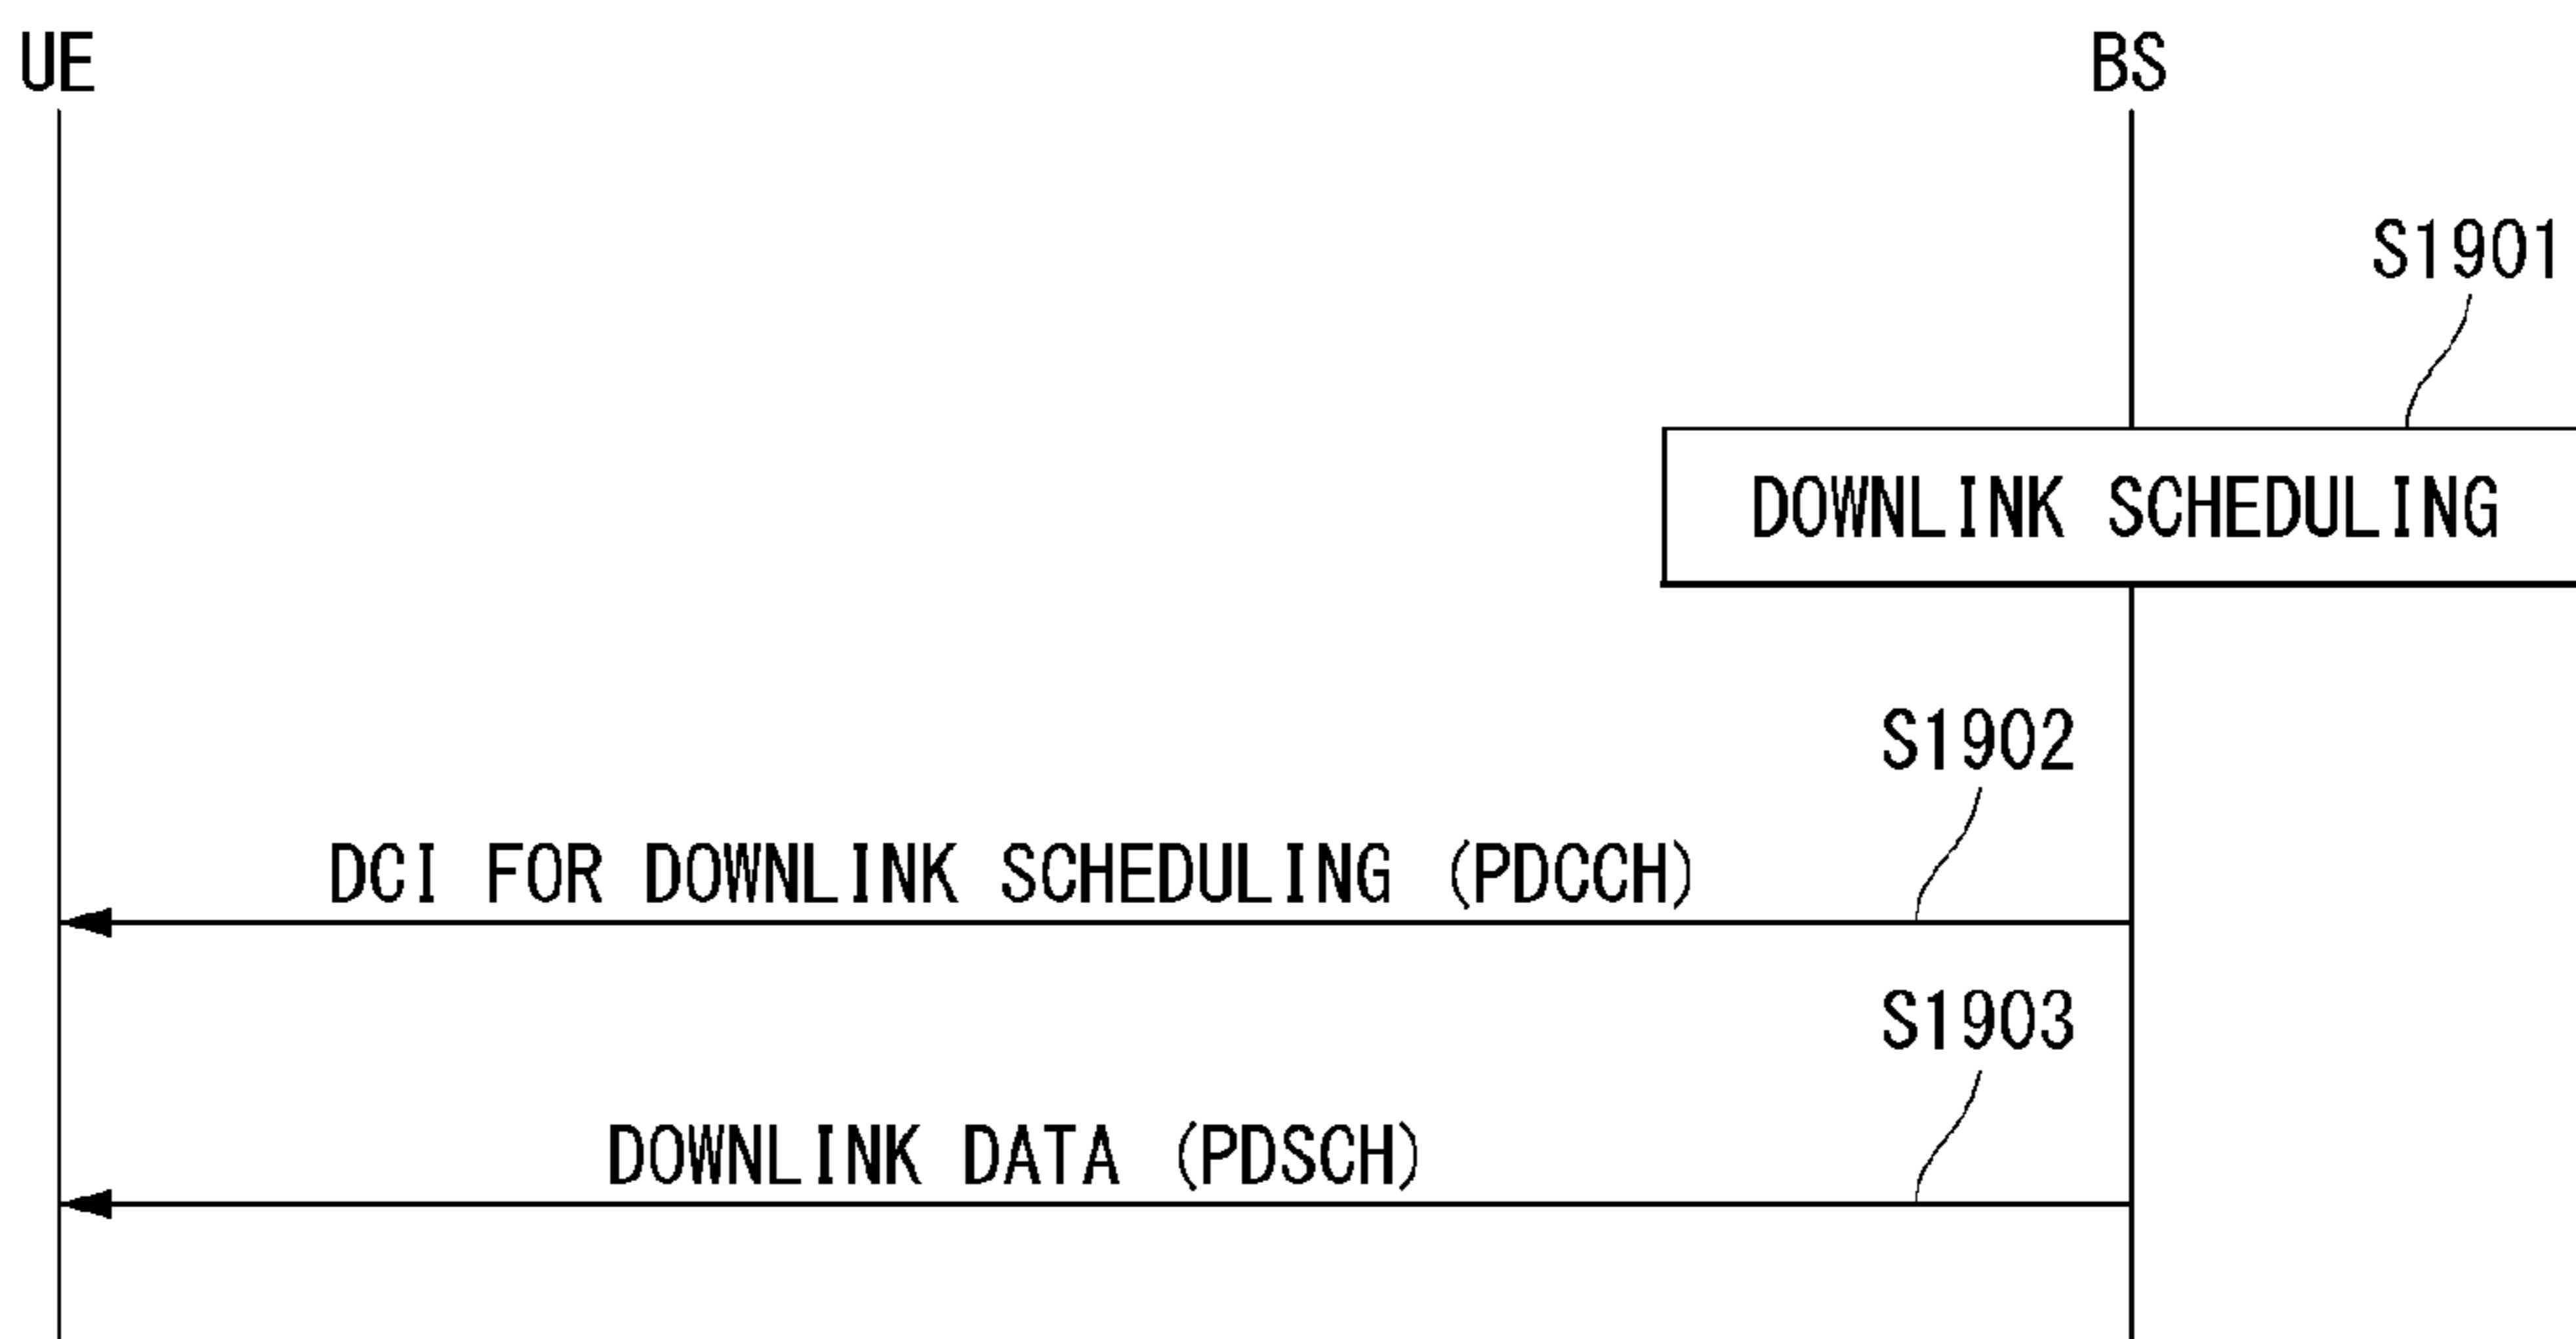 UE
BS
S1901
DOWNLINK SCHEDULING
S1902
DCI FOR DOWNLINK SCHEDULING (PDCCH)
S1903
DOWNLINK DATA (PDSCH)